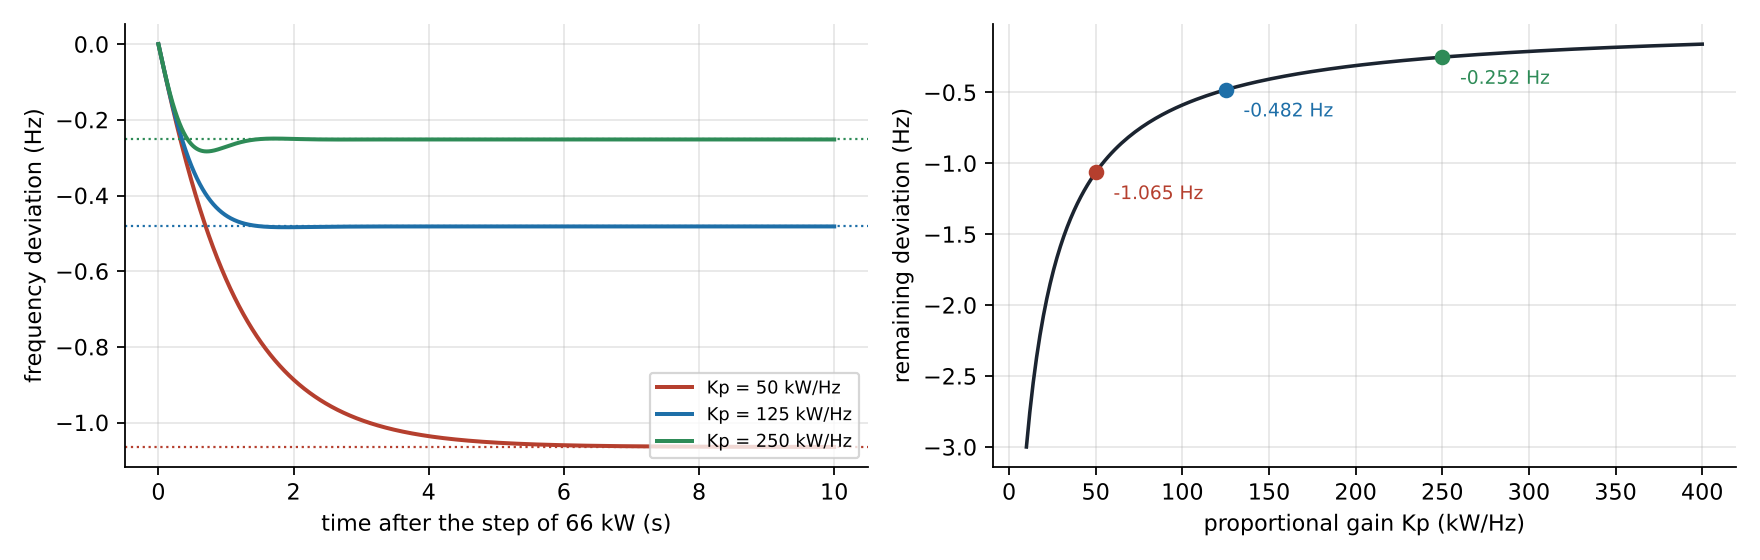 frequency deviation (Hz)
0.0
−0.2
−0.4
−0.6
−0.8
−1.0
0 2 4 6 8 10
time after the step of 66 kW (s)
Kp = 50 kW/Hz
Kp = 125 kW/Hz
Kp = 250 kW/Hz
remaining deviation (Hz)
−0.5
−1.0
−1.5
−2.0
−2.5
−3.0
-0.252 Hz
-0.482 Hz
-1.065 Hz
0 50 100 150 200 250 300 350 400
proportional gain Kp (kW/Hz)